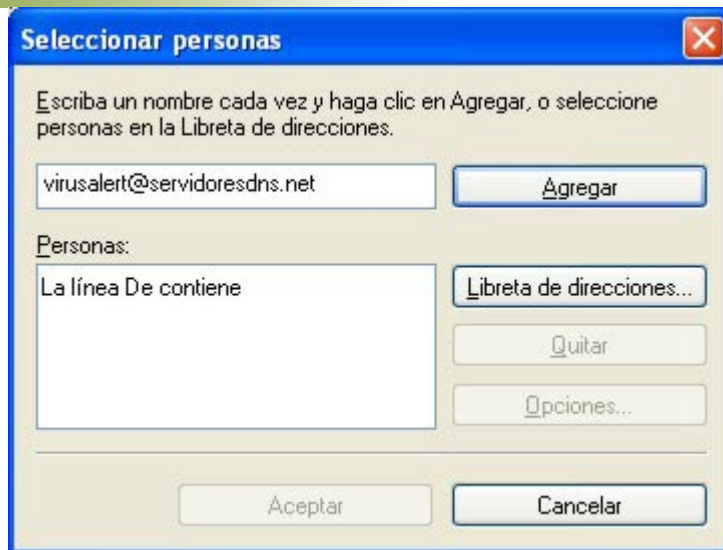 Seleccionar personas
Escriba un nombre cada vez y haga clic en Agregar, o seleccione
personas en la Libreta de direcciones.
virusalert@servidoresdns.net
Agregar
Personas:
La línea De contiene
Libreta de direcciones...
Quitar
Opciones...
Aceptar
Cancelar